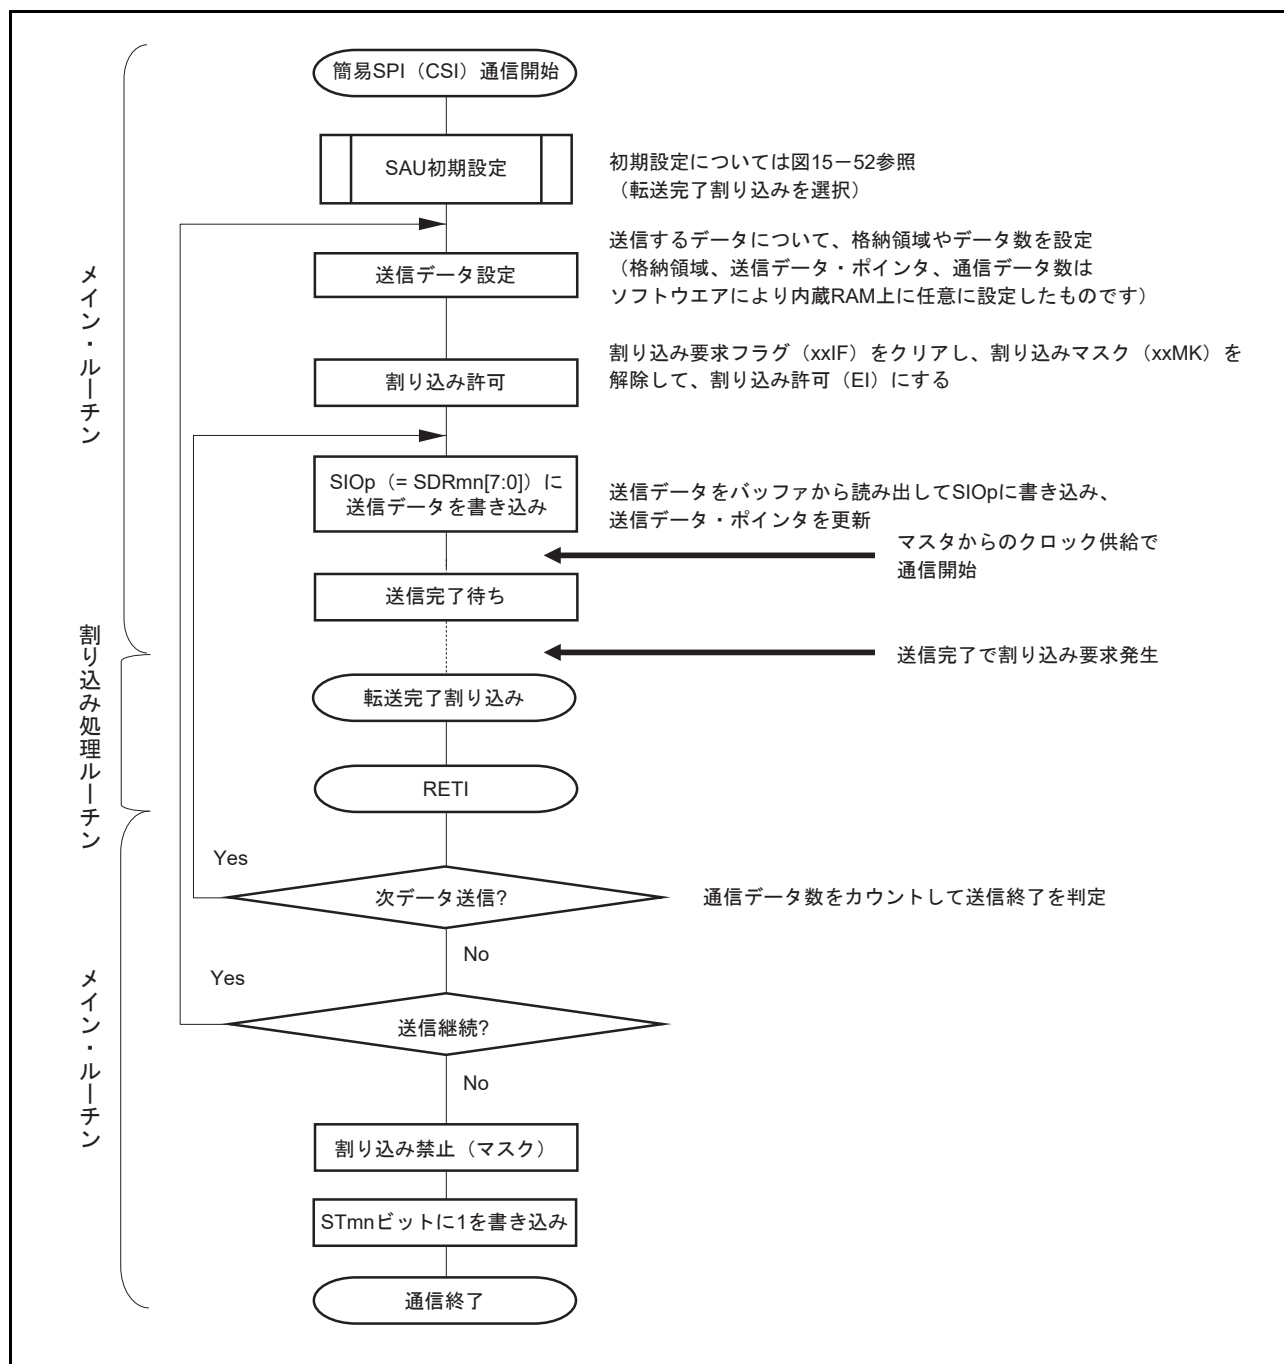 簡易SPI（CSI）通信開始
SAU初期設定
初期設定については図15－52参照
（転送完了割り込みを選択）
送信データ設定
送信するデータについて、格納領域やデータ数を設定
（格納領域、送信データ・ポインタ、通信データ数は
ソフトウエアにより内蔵RAM上に任意に設定したものです）
メイン・ルーチン
割り込み許可
割り込み要求フラグ（xxIF）をクリアし、割り込みマスク（xxMK）を
解除して、割り込み許可（EI）にする
SIOp（= SDRmn[7:0]）に
送信データを書き込み
送信データをバッファから読み出してSIOpに書き込み、
送信データ・ポインタを更新
マスタからのクロック供給で
通信開始
送信完了待ち
送信完了で割り込み要求発生
割り込み処理ルーチン
転送完了割り込み
RETI
Yes
次データ送信?
通信データ数をカウントして送信終了を判定
No
Yes
送信継続?
No
メイン・ルーチン
割り込み禁止（マスク）
STmnビットに1を書き込み
通信終了